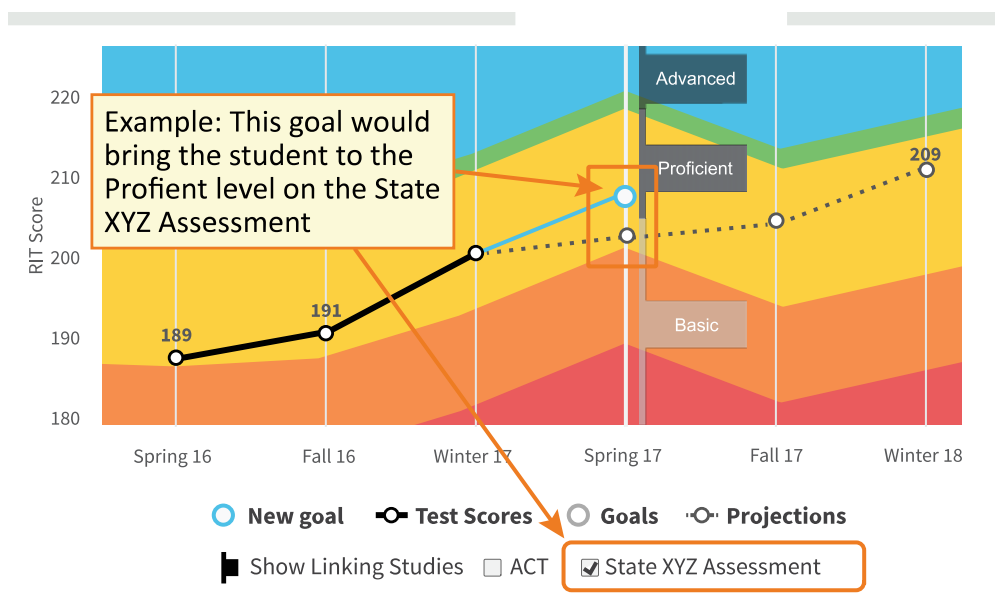 220
210
200
190
180
RIT Score
Example: This goal would
bring the student to the
Profient level on the State
XYZ Assessment
Advanced
Proficient
Basic
189
191
209
Spring 16
Fall 16
Winter 17
Spring 17
Fall 17
Winter 18
New goal
Test Scores
Goals
Projections
Show Linking Studies
ACT
State XYZ Assessment